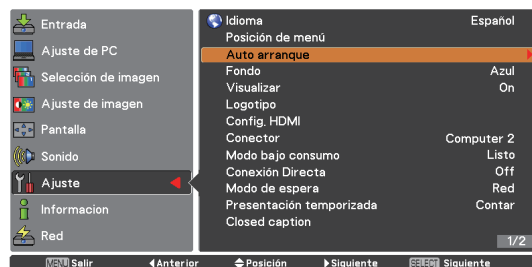 Entrada
Ajuste de PC
Selección de imagen
Ajuste de imagen
Pantalla
Sonido
Ajuste
Informacion
Red
Idioma Español
Posición de menú
Auto arranque
Fondo Azul
Visualizar On
Logotipo
Config. HDMI
Conector Computer 2
Modo bajo consumo Listo
Conexión Directa Off
Modo de espera Red
Presentación temporizada Contar
Closed caption
1/2
MENU Salir Anterior Posición Siguiente SELECT Siguiente